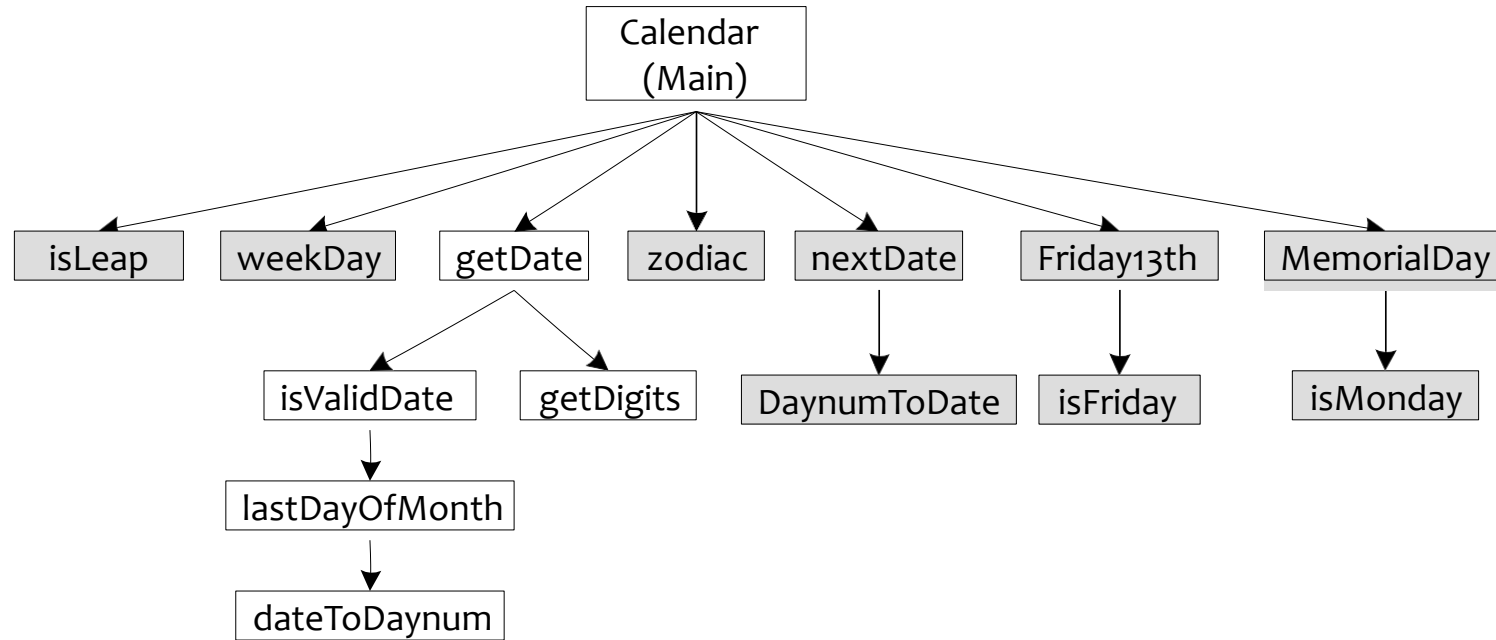 Calendar
(Main)
isLeap
weekDay
getDate
zodiac
nextDate
Friday13th
MemorialDay
isValidDate
getDigits
DaynumToDate
isFriday
isMonday
lastDayOfMonth
dateToDaynum